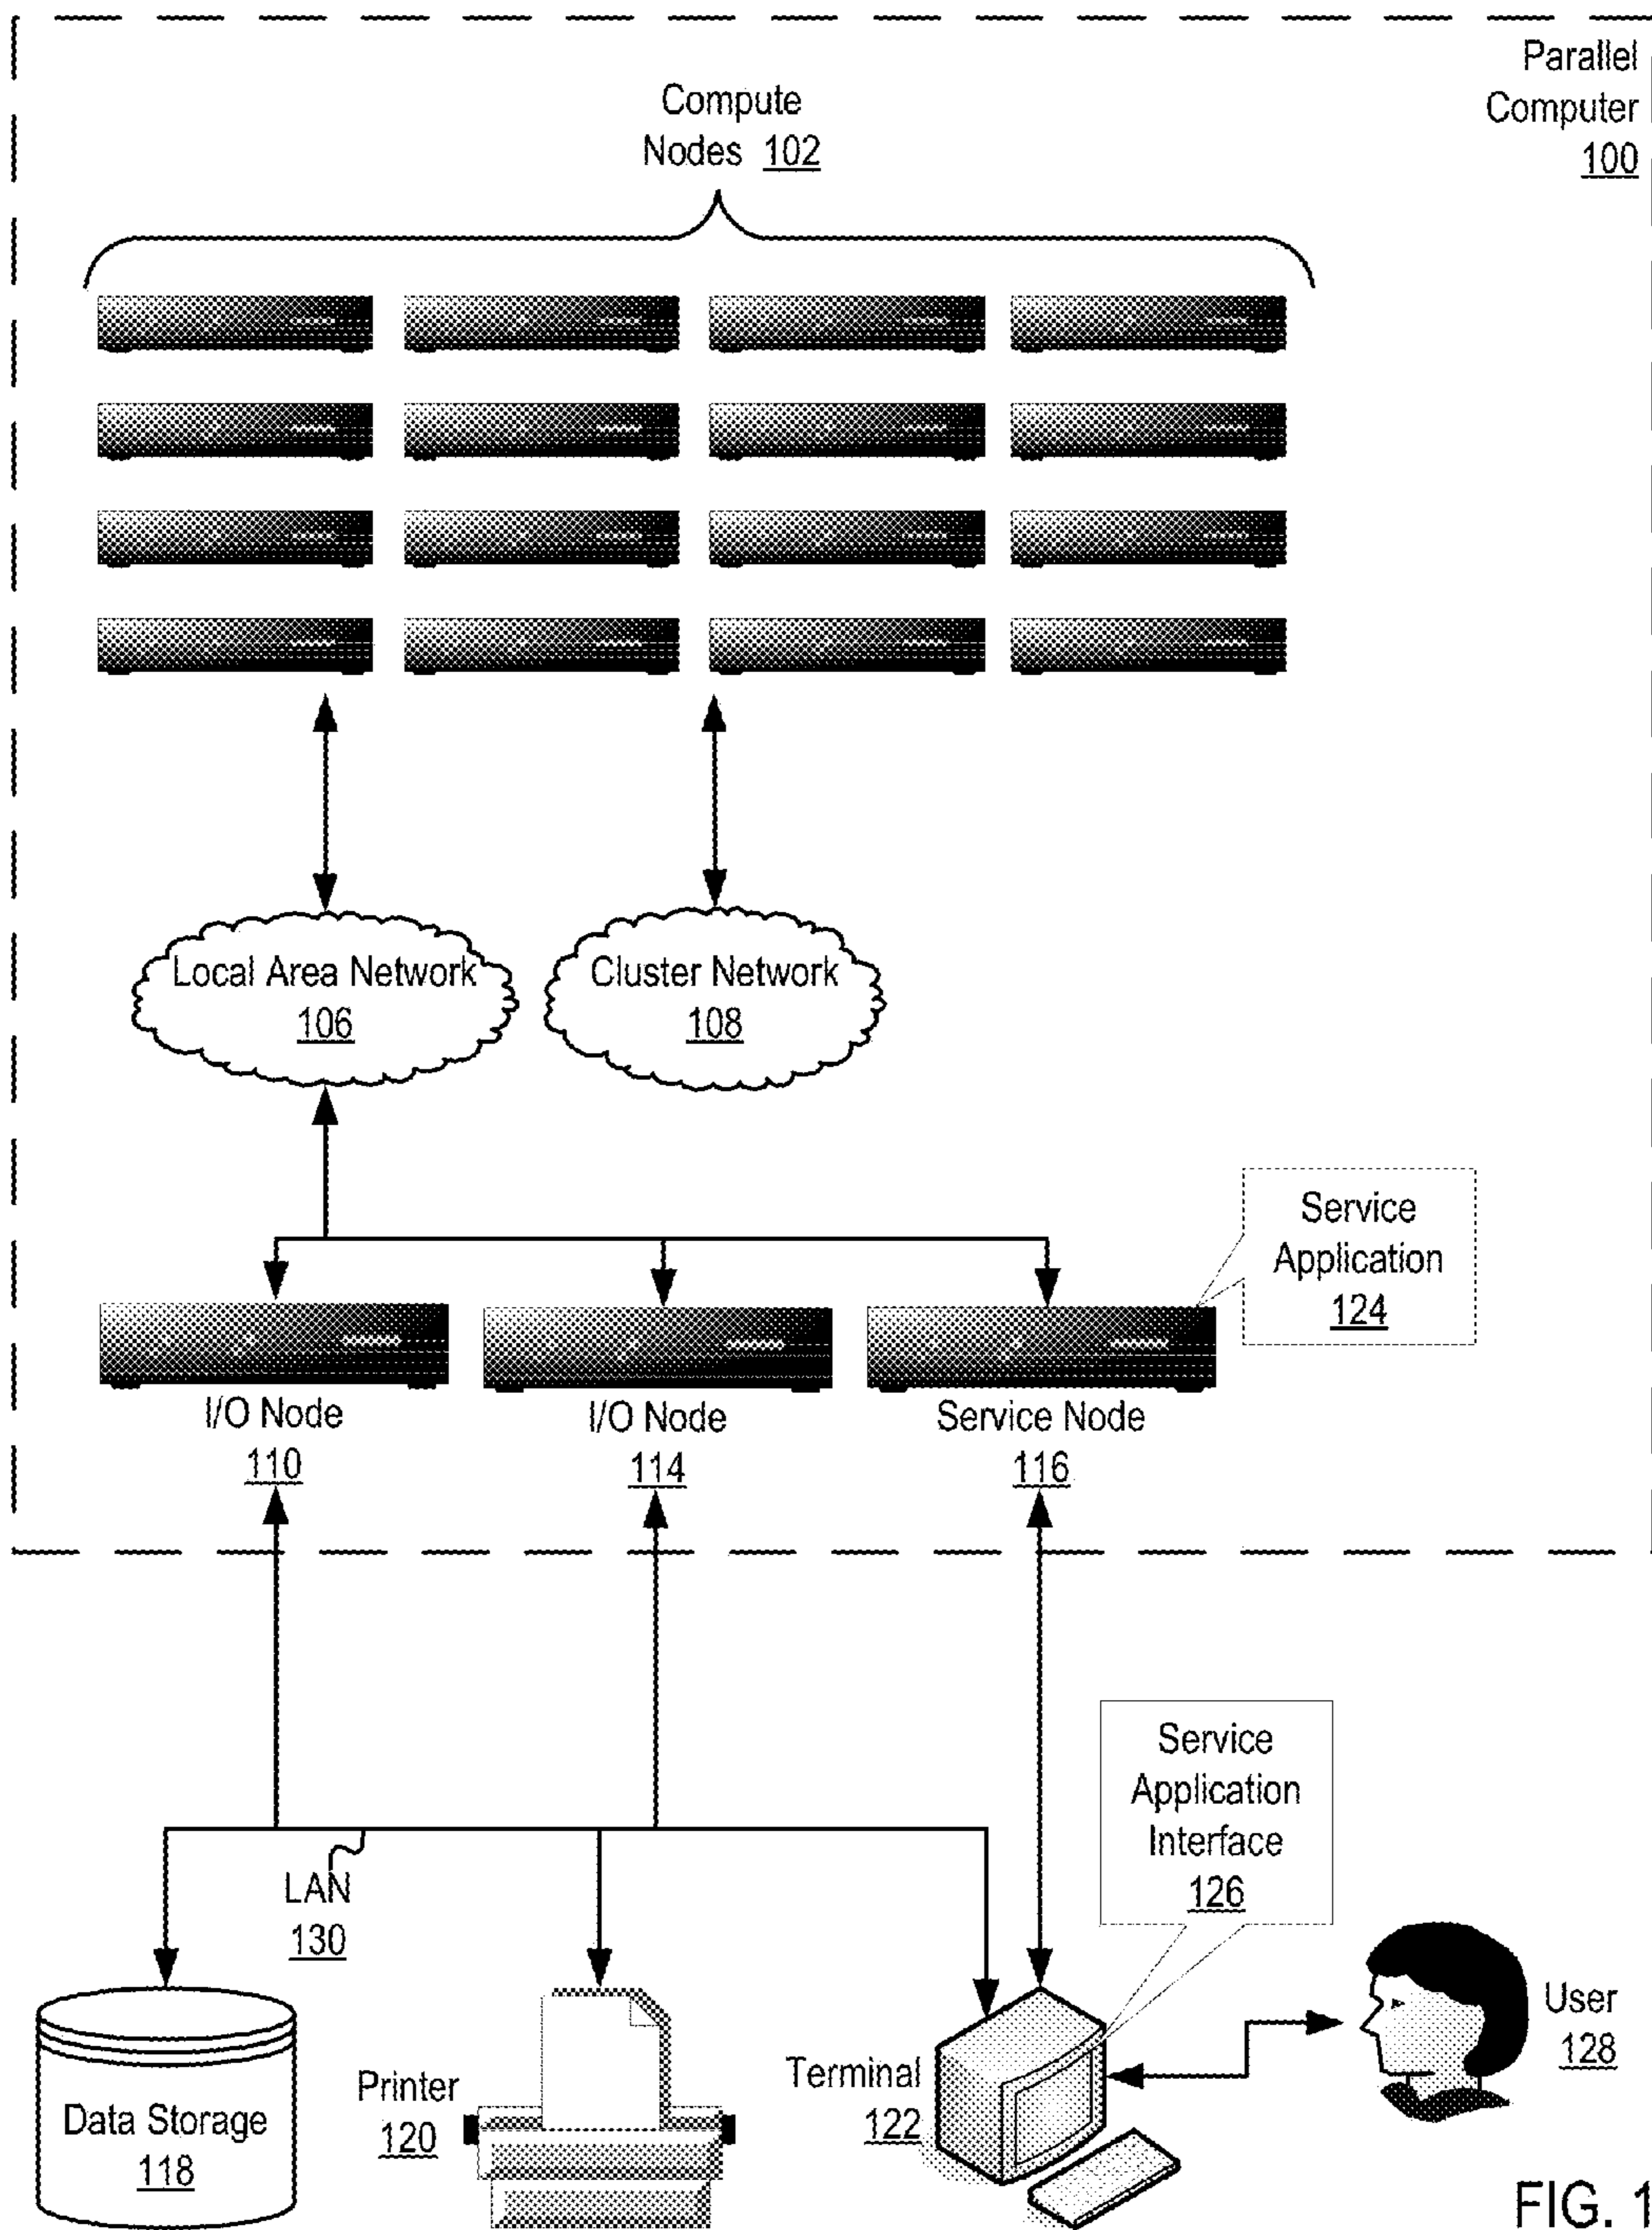 Parallel
Computer
100
Compute
Nodes 102
Local Area Network
106
Cluster Network
108
Service
Application
124
I/O Node
110
I/O Node
114
Service Node
116
Service
Application
Interface
126
LAN
130
User
128
Printer
120
Terminal
122
Data Storage
118
FIG. 1